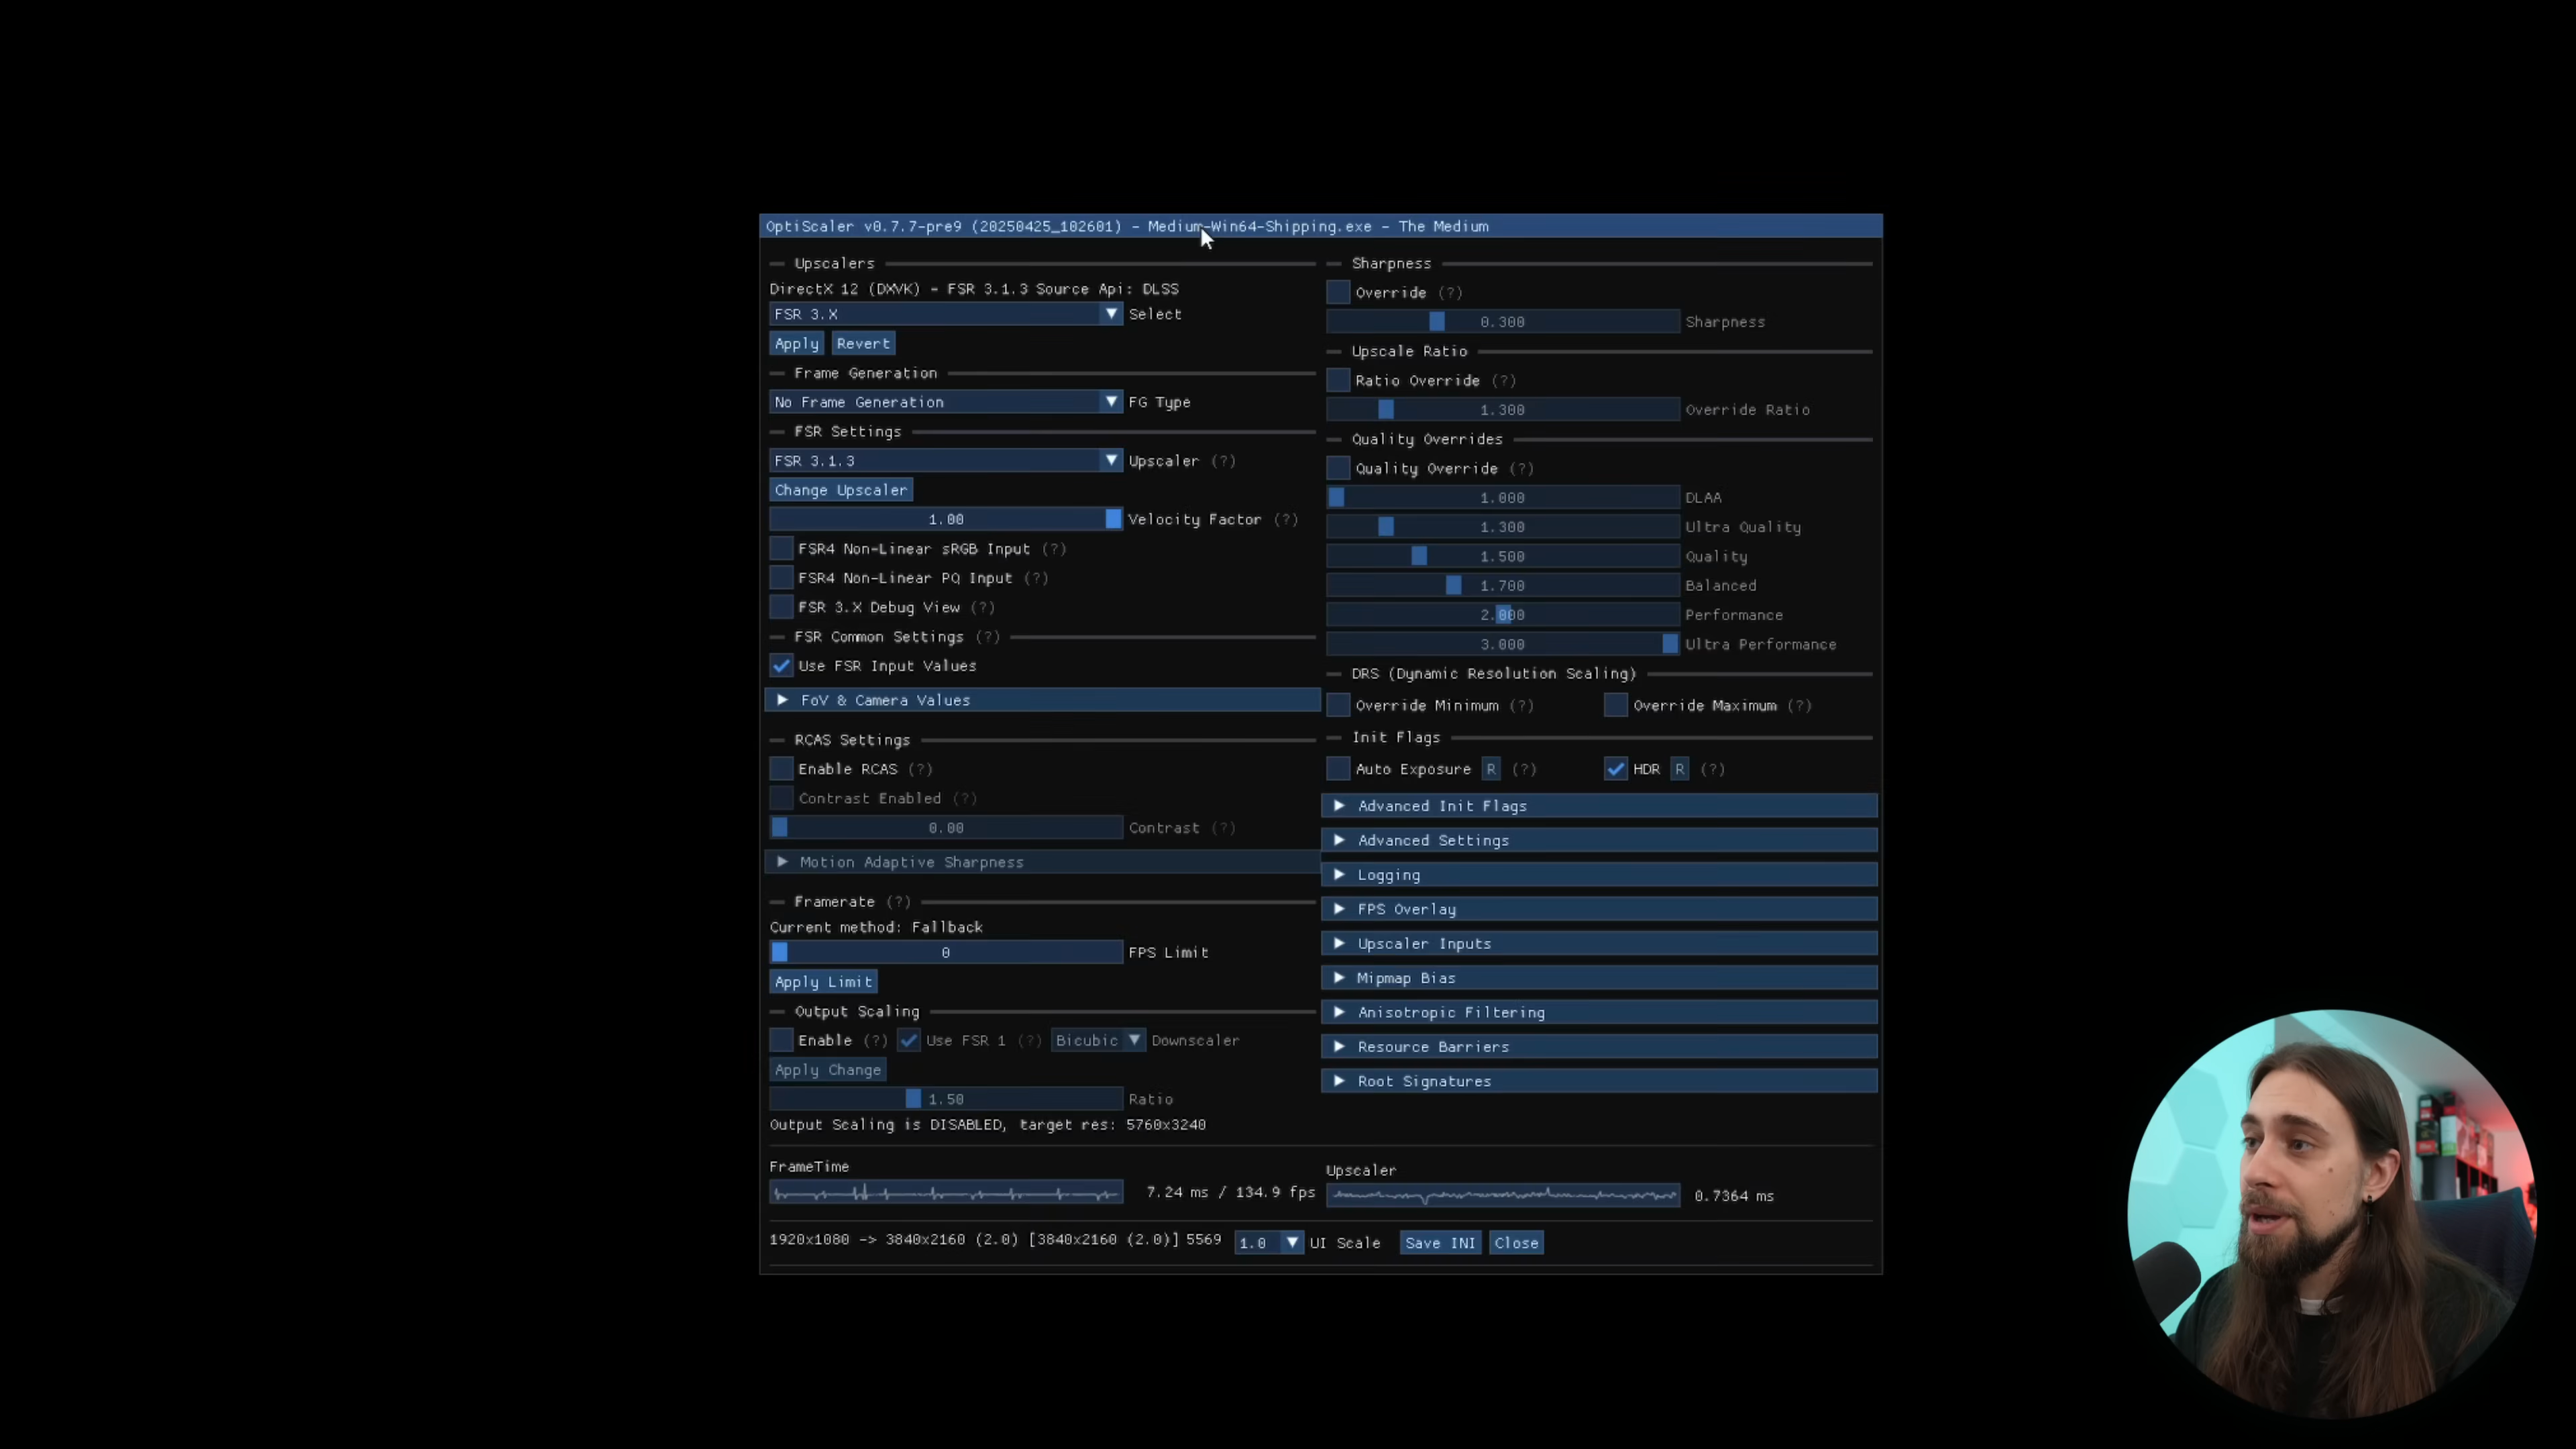 OptiScaler v0.7.7-pre9 (20250425_102601) - Medium-Win64-Shipping.exe - The Medium
Upscalers
DirectX 12 (DXVK) - FSR 3.1.3 Source Api: DLSS
FSR 3.X Select
Apply Revert
Frame Generation
No Frame Generation FG Type
FSR Settings
FSR 3.1.3 Upscaler (?)
Change Upscaler
1.00 Velocity Factor (?)
FSR4 Non-Linear sRGB Input (?)
FSR4 Non-Linear PQ Input (?)
FSR 3.X Debug View (?)
FSR Common Settings (?)
Use FSR Input Values
FoV & Camera Values
RCAS Settings
Enable RCAS (?)
Contrast Enabled (?)
0.00 Contrast (?)
Motion Adaptive Sharpness
Framerate (?)
Current method: Fallback
0 FPS Limit
Apply Limit
Output Scaling
Enable (?) Use FSR 1 (?) Bicubic Downscaler
Apply Change
1.50 Ratio
Output Scaling is DISABLED, target res: 5760x3240
Sharpness
Override (?)
0.300 Sharpness
Upscale Ratio
Ratio Override (?)
1.300 Override Ratio
Quality Overrides
Quality Override (?)
1.000 DLAA
1.300 Ultra Quality
1.500 Quality
1.700 Balanced
2.000 Performance
3.000 Ultra Performance
DRS (Dynamic Resolution Scaling)
Override Minimum (?) Override Maximum (?)
Init Flags
Auto Exposure R (?) HDR R (?)
Advanced Init Flags
Advanced Settings
Logging
FPS Overlay
Upscaler Inputs
Mipmap Bias
Anisotropic Filtering
Resource Barriers
Root Signatures
FrameTime
7.24 ms / 134.9 fps
Upscaler
0.7364 ms
1920x1080 -> 3840x2160 (2.0) [3840x2160 (2.0)] 5569 1.0 UI Scale Save INI Close